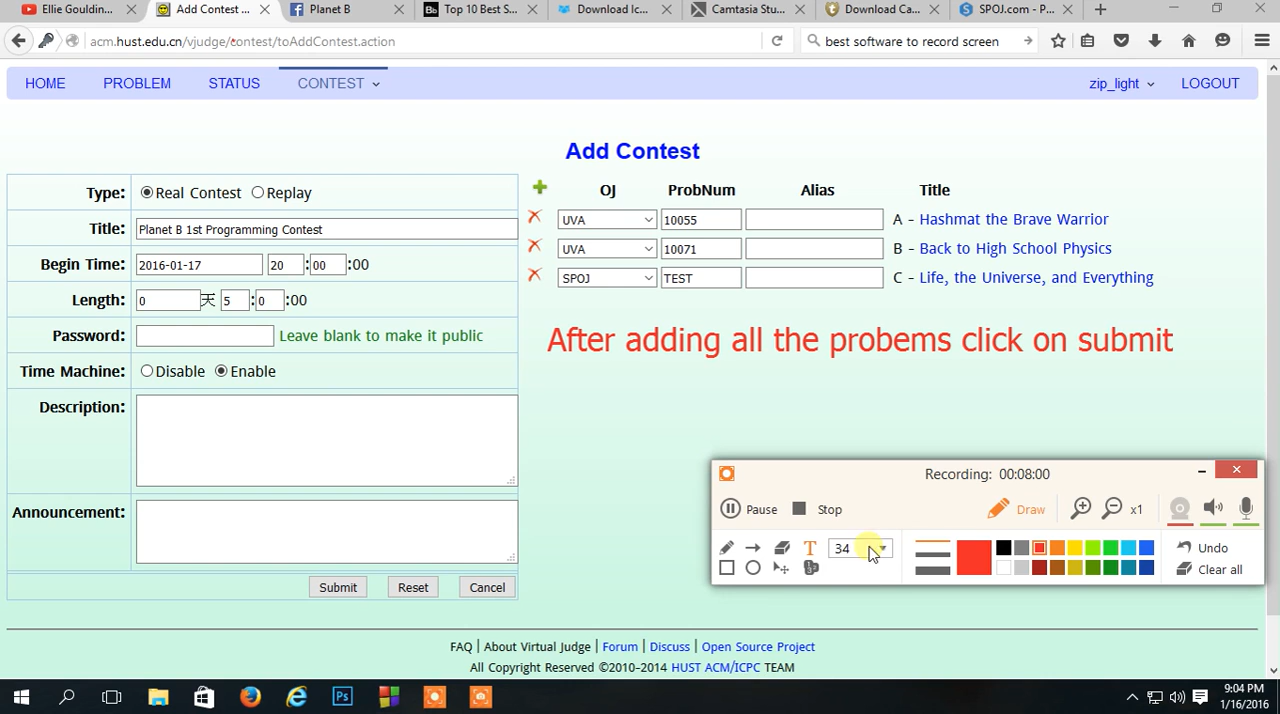 Ellie Gouldin...
Add Contest ...
Planet B
Top 10 Best S...
Download Ic...
Camtasia Stu...
Download Ca...
SPOJ.com - P...
acm.hust.edu.cn/vjudge/contest/toAddContest.action
best software to record screen
HOME PROBLEM STATUS CONTEST zip_light LOGOUT
Add Contest
Type: Real Contest Replay
Title: Planet B 1st Programming Contest
Begin Time: 2016-01-17 20 :00 :00
Length: 0 天 5 :0 :00
Password: Leave blank to make it public
Time Machine: Disable Enable
Description:
Announcement:
Submit Reset Cancel
OJ ProbNum Alias Title
UVA 10055 A - Hashmat the Brave Warrior
UVA 10071 B - Back to High School Physics
SPOJ TEST C - Life, the Universe, and Everything
After adding all the probems click on submit
Recording: 00:08:00
Pause Stop Draw x1
T 34 Undo
Clear all
FAQ | About Virtual Judge | Forum | Discuss | Open Source Project
All Copyright Reserved ©2010-2014 HUST ACM/ICPC TEAM
9:04 PM
1/16/2016